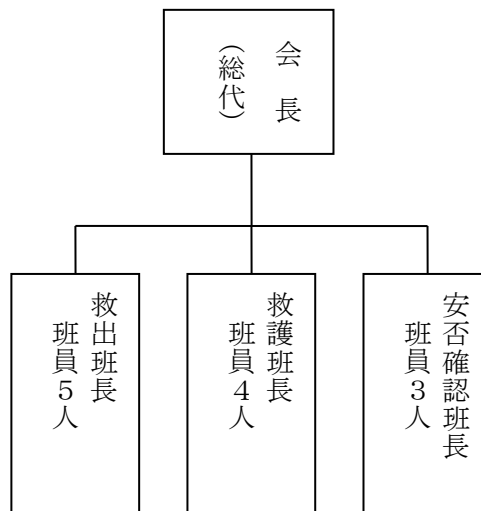 会長
（総代）
安否確認班長
班員３人
救護班長
班員４人
救出班長
班員５人